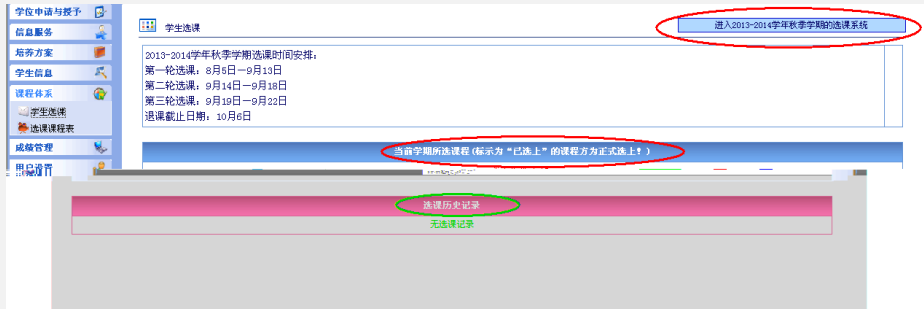 学位申请与授予
信息服务
培养方案
学生信息
课程体系
学生选课
选课课程表
成绩管理
用户设置
学生选课
进入2013-2014学年秋季学期的选课系统
2013-2014学年秋季学期选课时间安排:
第一轮选课: 8月5日—9月13日
第二轮选课: 9月14日—9月18日
第三轮选课: 9月19日—9月22日
退课截止日期: 10月6日
当前学期所选课程(标示为“已选上”的课程方为正式选上!)
选课历史记录
无选课记录